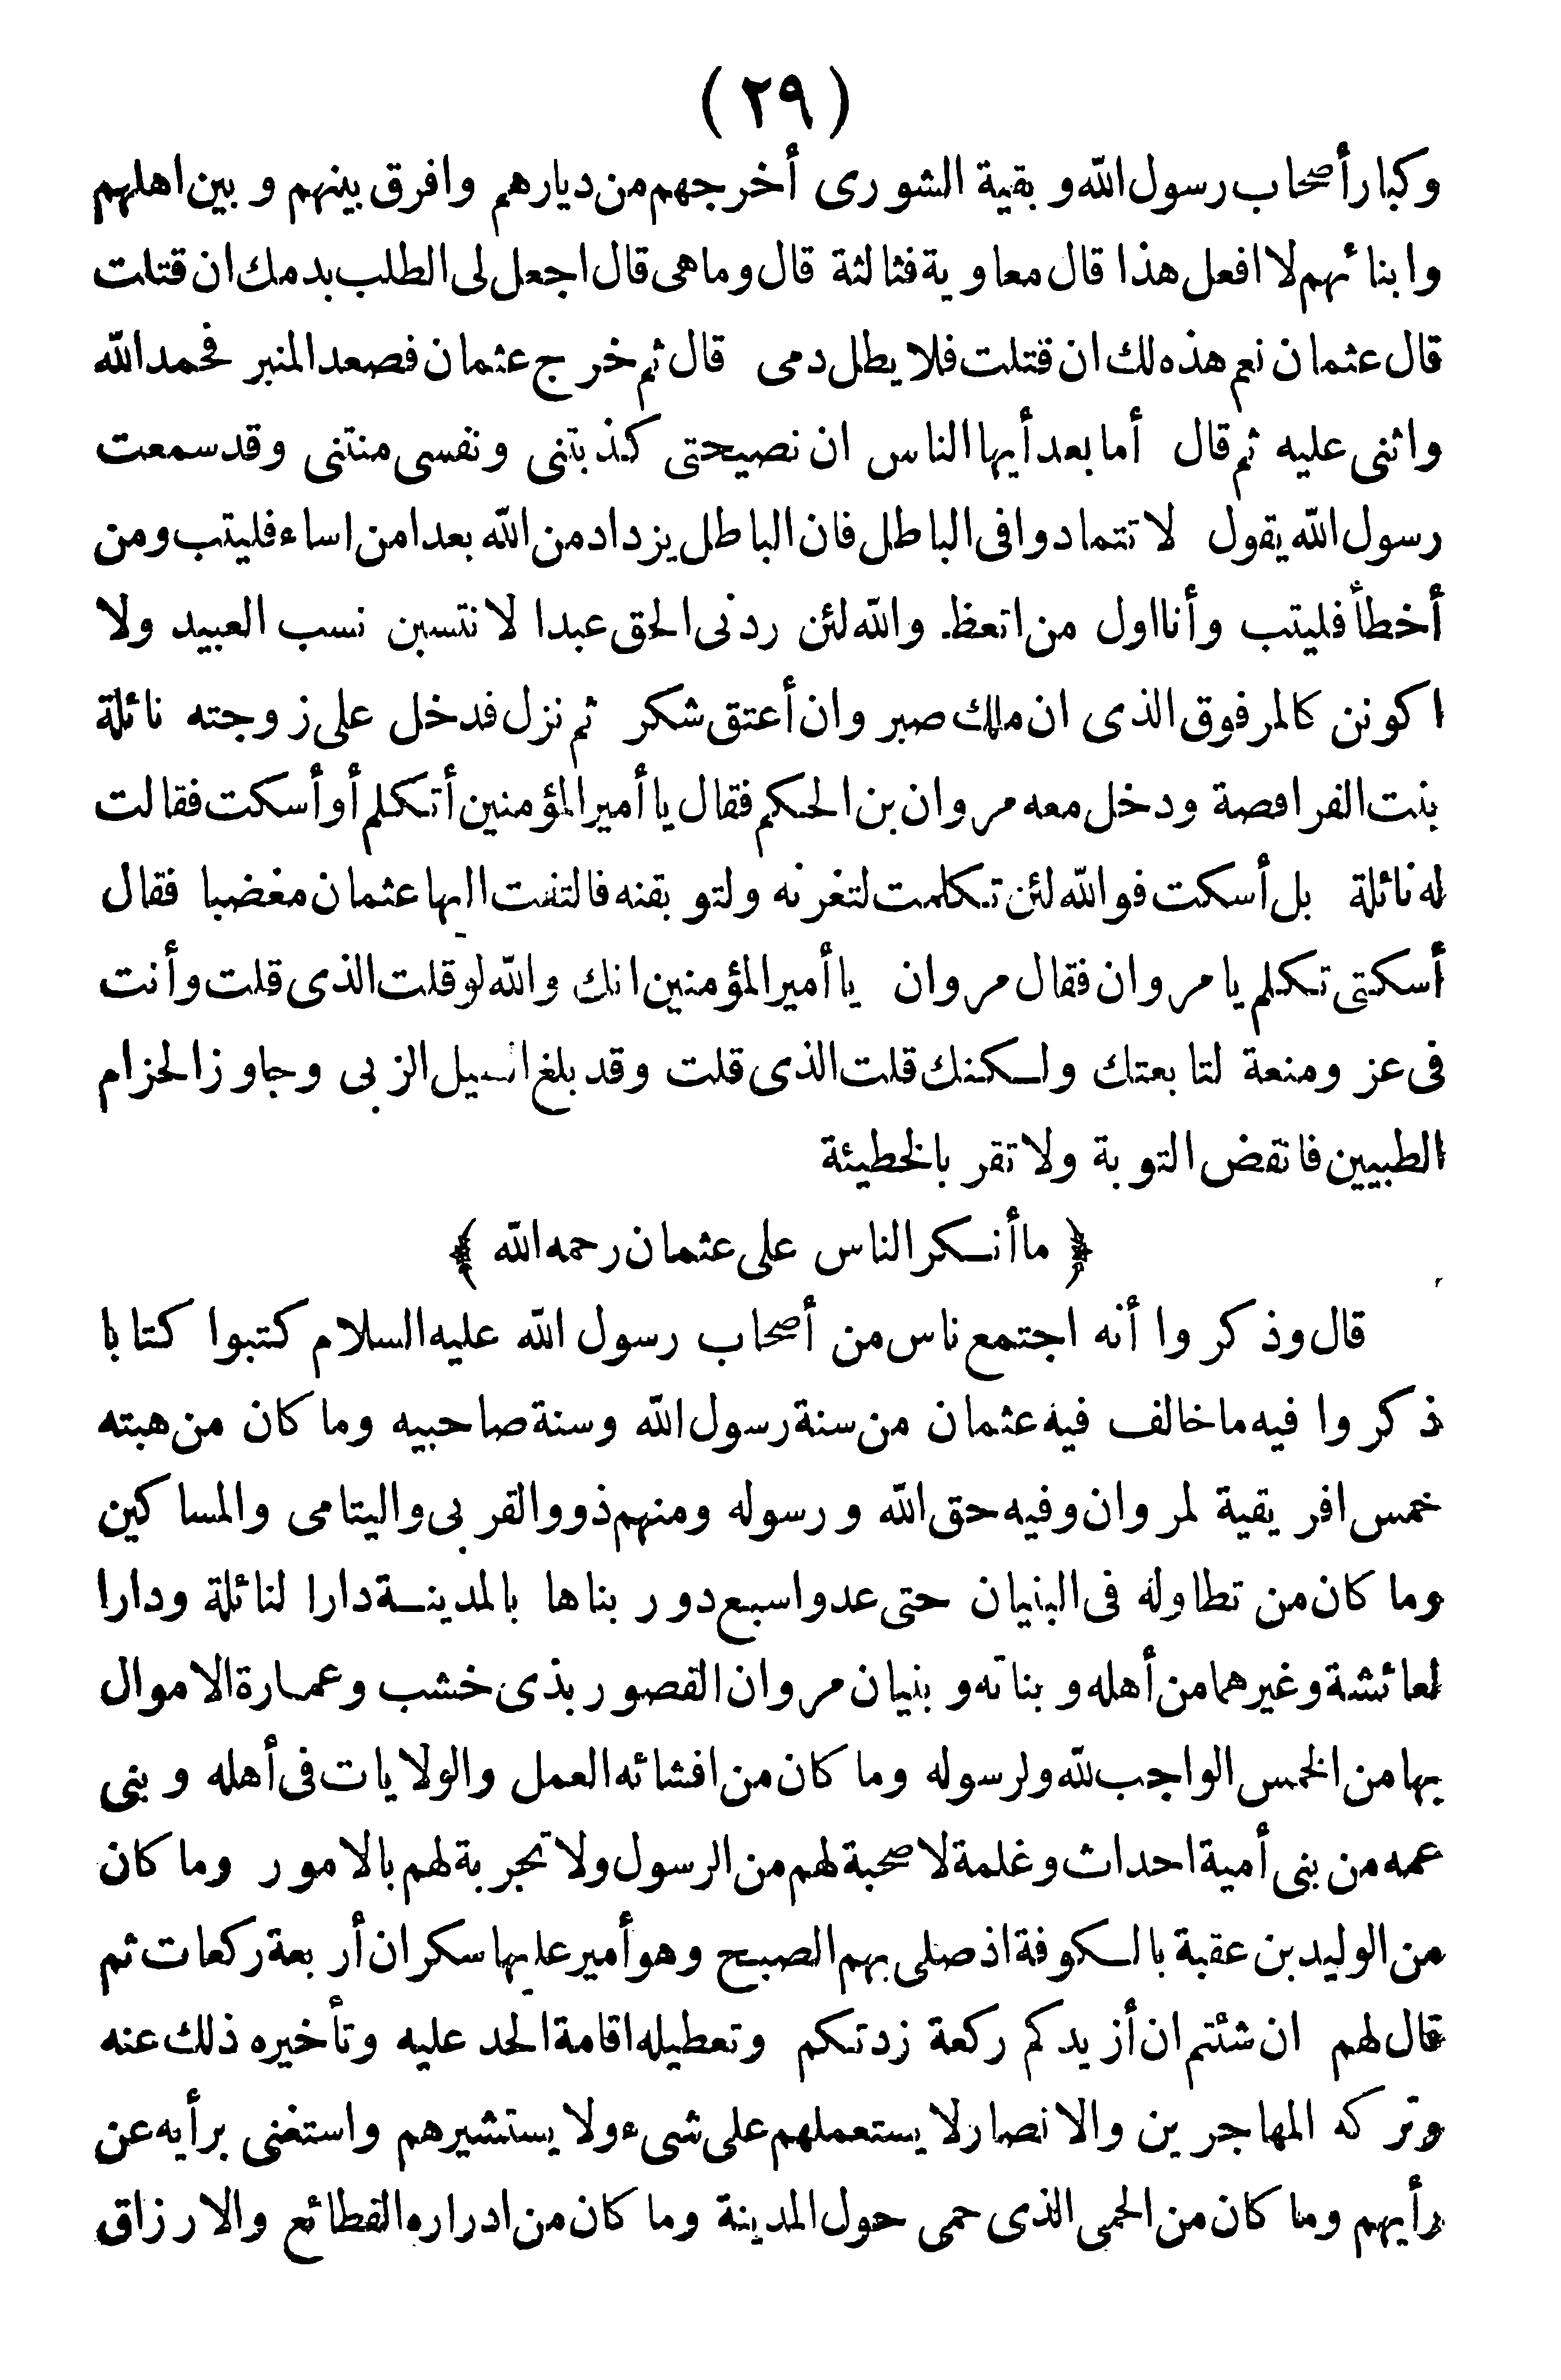 (٢٩)
وكبار أصحاب رسول الله و بقية الشورى أخرجهم من ديارهم وافرق بينهم و بين اهلهم
وابنائهم لا افعل هذا قال معاوية فثالثة قال وما هى قال اجعل لى الطلب بدمك ان قتلت
قال عثمان نعم هذه لك ان قتلت فلا يطل دمى قال ثم خرج عثمان فصعد المنبر فحمد الله
واثنى عليه ثم قال أما بعد أيها الناس ان نصيحتى كذبتنى ونفسى منتنى وقد سمعت
رسول الله يقول لا تتمادوا فى الباطل فان الباطل يزداد من الله بعدا من اساء فليتب ومن
أخطأ فليتب وأنا اول من اتعظ. والله لئن ردنى الحق عبدا لانتسبن نسب العبيد ولا
اكونن كالمرفوق الذى ان ملك صبر وان أعتق شكر ثم نزل فدخل على زوجته نائلة
بنت الفرافصة ودخل معه مروان بن الحكم فقال يا أمير المؤمنين أتكلم أو أسكت فقالت
له نائلة بل أسكت فوالله لئن تكلمت لتغرنه ولتوبقنه فالتفت اليها عثمان مغضبا فقال
أسكتى تكلم يا مروان فقال مروان يا أمير المؤمنين انك والله لو قلت الذى قلت وأنت
فى عز ومنعة لتابعتك ولكنك قلت الذى قلت وقد بلغ السيل الزبى وجاوز الحزام
الطبيين فانقض التوبة ولا تقر بالخطيئة
﴿ ما أنكر الناس على عثمان رحمه الله ﴾
قال وذكروا أنه اجتمع ناس من أصحاب رسول الله عليه السلام كتبوا كتابا
ذكروا فيه ما خالف فيه عثمان من سنة رسول الله وسنة صاحبيه وما كان من هبته
خمس افريقية لمروان وفيه حق الله ورسوله ومنهم ذوو القربى واليتامى والمساكين
وما كان من تطاوله فى البنيان حتى عدوا سبع دور بناها بالمدينة دارا لنائلة ودارا
لعائشة وغيرهما من أهله و بناته و بنيان مروان القصور بذى خشب وعمارة الاموال
بها من الخمس الواجب لله ولرسوله وما كان من افشائه العمل والولايات فى أهله و بنى
عمه من بنى أمية احداث وغلمة لا صحبة لهم من الرسول ولا تجربة لهم بالامور وما كان
من الوليد بن عقبة بالكوفة اذ صلى بهم الصبح وهو أمير عليها سكران أربعة ركعات ثم
قال لهم ان شئتم ان أزيدكم ركعة زدتكم وتعطيله اقامة الحد عليه وتأخيره ذلك عنه
وتركه المهاجرين والانصار لا يستعملهم على شىء ولا يستشيرهم واستغنى برأيه عن
رأيهم وما كان من الحمى الذى حمى حول المدينة وما كان من ادراره القطائع والارزاق